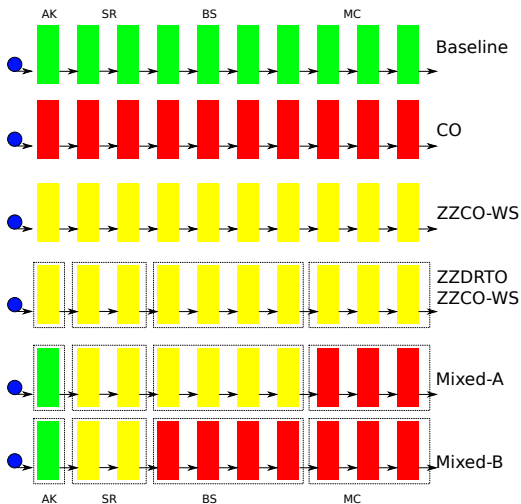 AK SR BS MC
Baseline
CO
ZZCO-WS
ZZDRTO
ZZCO-WS
Mixed-A
Mixed-B
AK SR BS MC